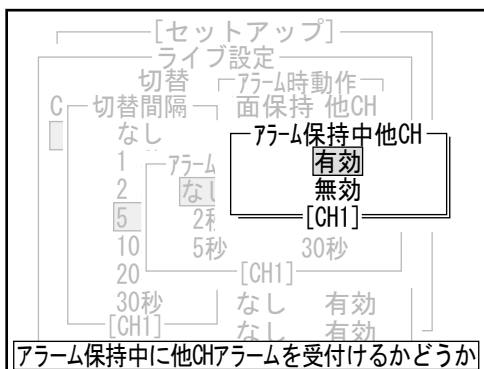 [セットアップ]
ライブ設定
切替 アラーム時動作
C 切替間隔 面保持 他CH
なし アラーム保持中他CH
1 アラーム 有効
2 なし 無効
5 2秒 [CH1]
10 5秒 30秒
20 [CH1]
30秒 なし 有効
[CH1] なし 有効
アラーム保持中に他CHアラームを受付けるかどうか